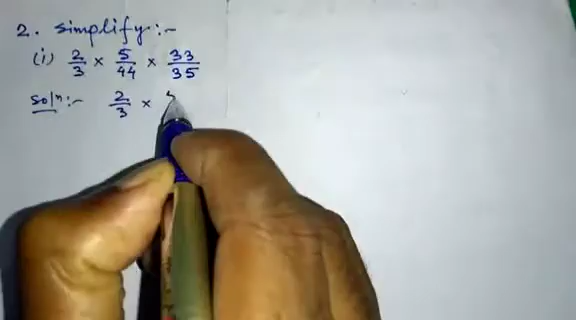 2. Simplify:-
(i) 2/3 × 5/44 × 33/35
Solⁿ:- 2/3 ×